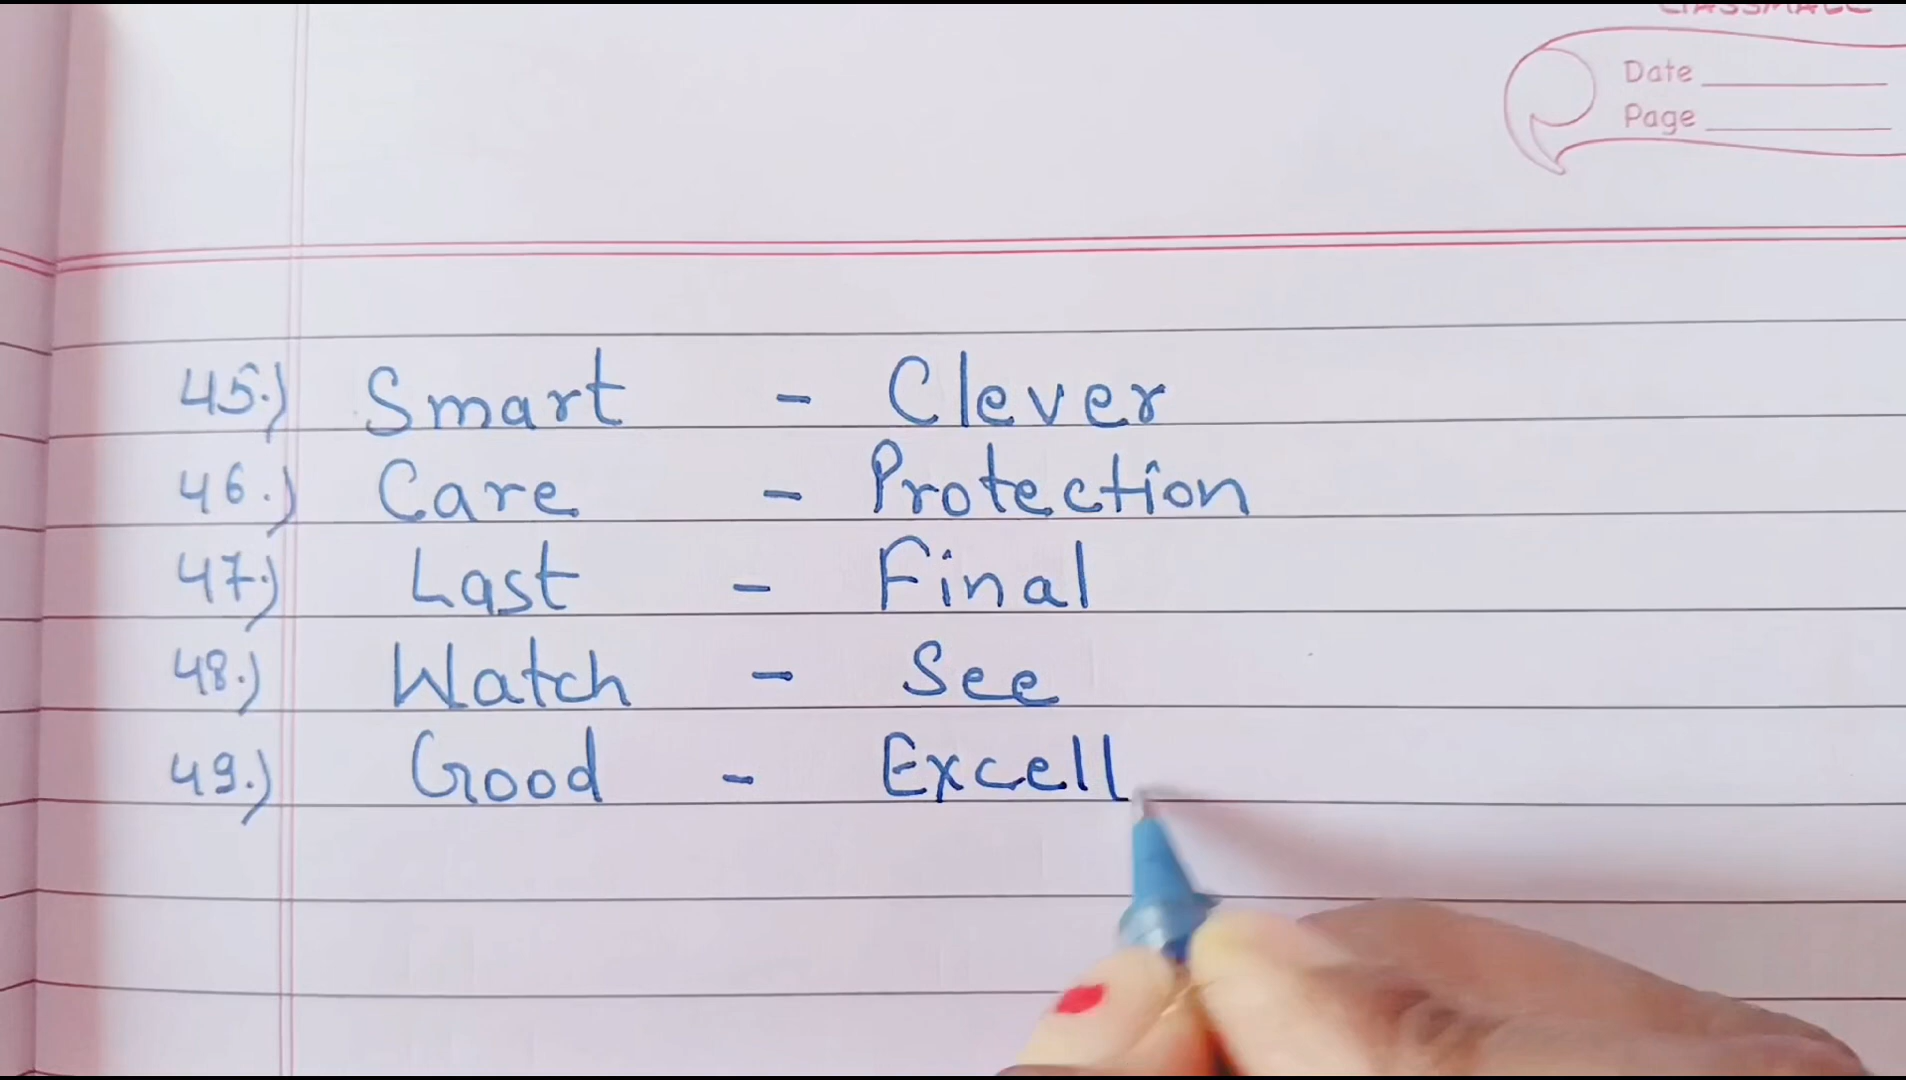 Date
Page
45.) Smart - Clever
46.) Care - Protection
47.) Last - Final
48.) Watch - See
49.) Good - Excell